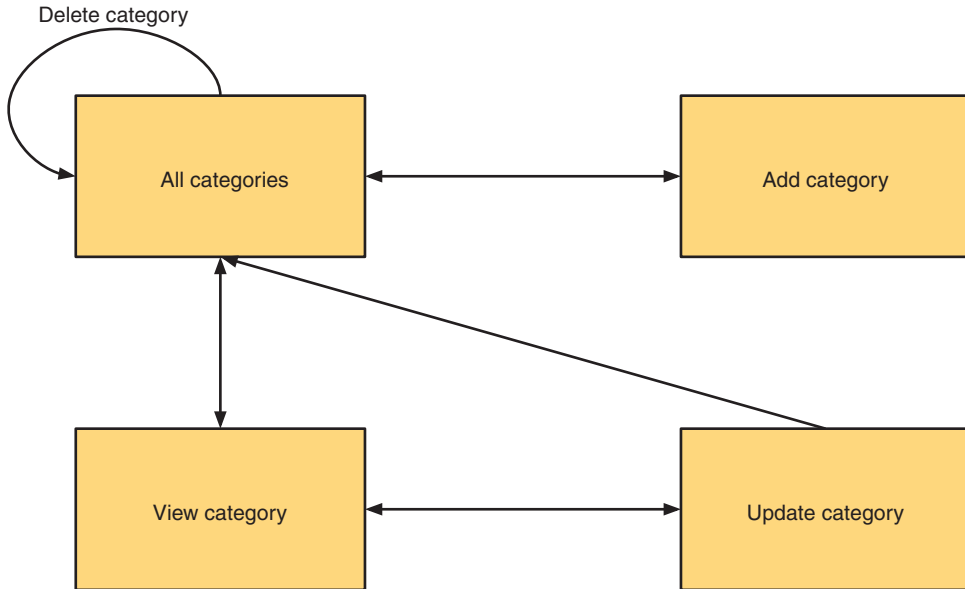 Delete category
All categories
Add category
View category
Update category